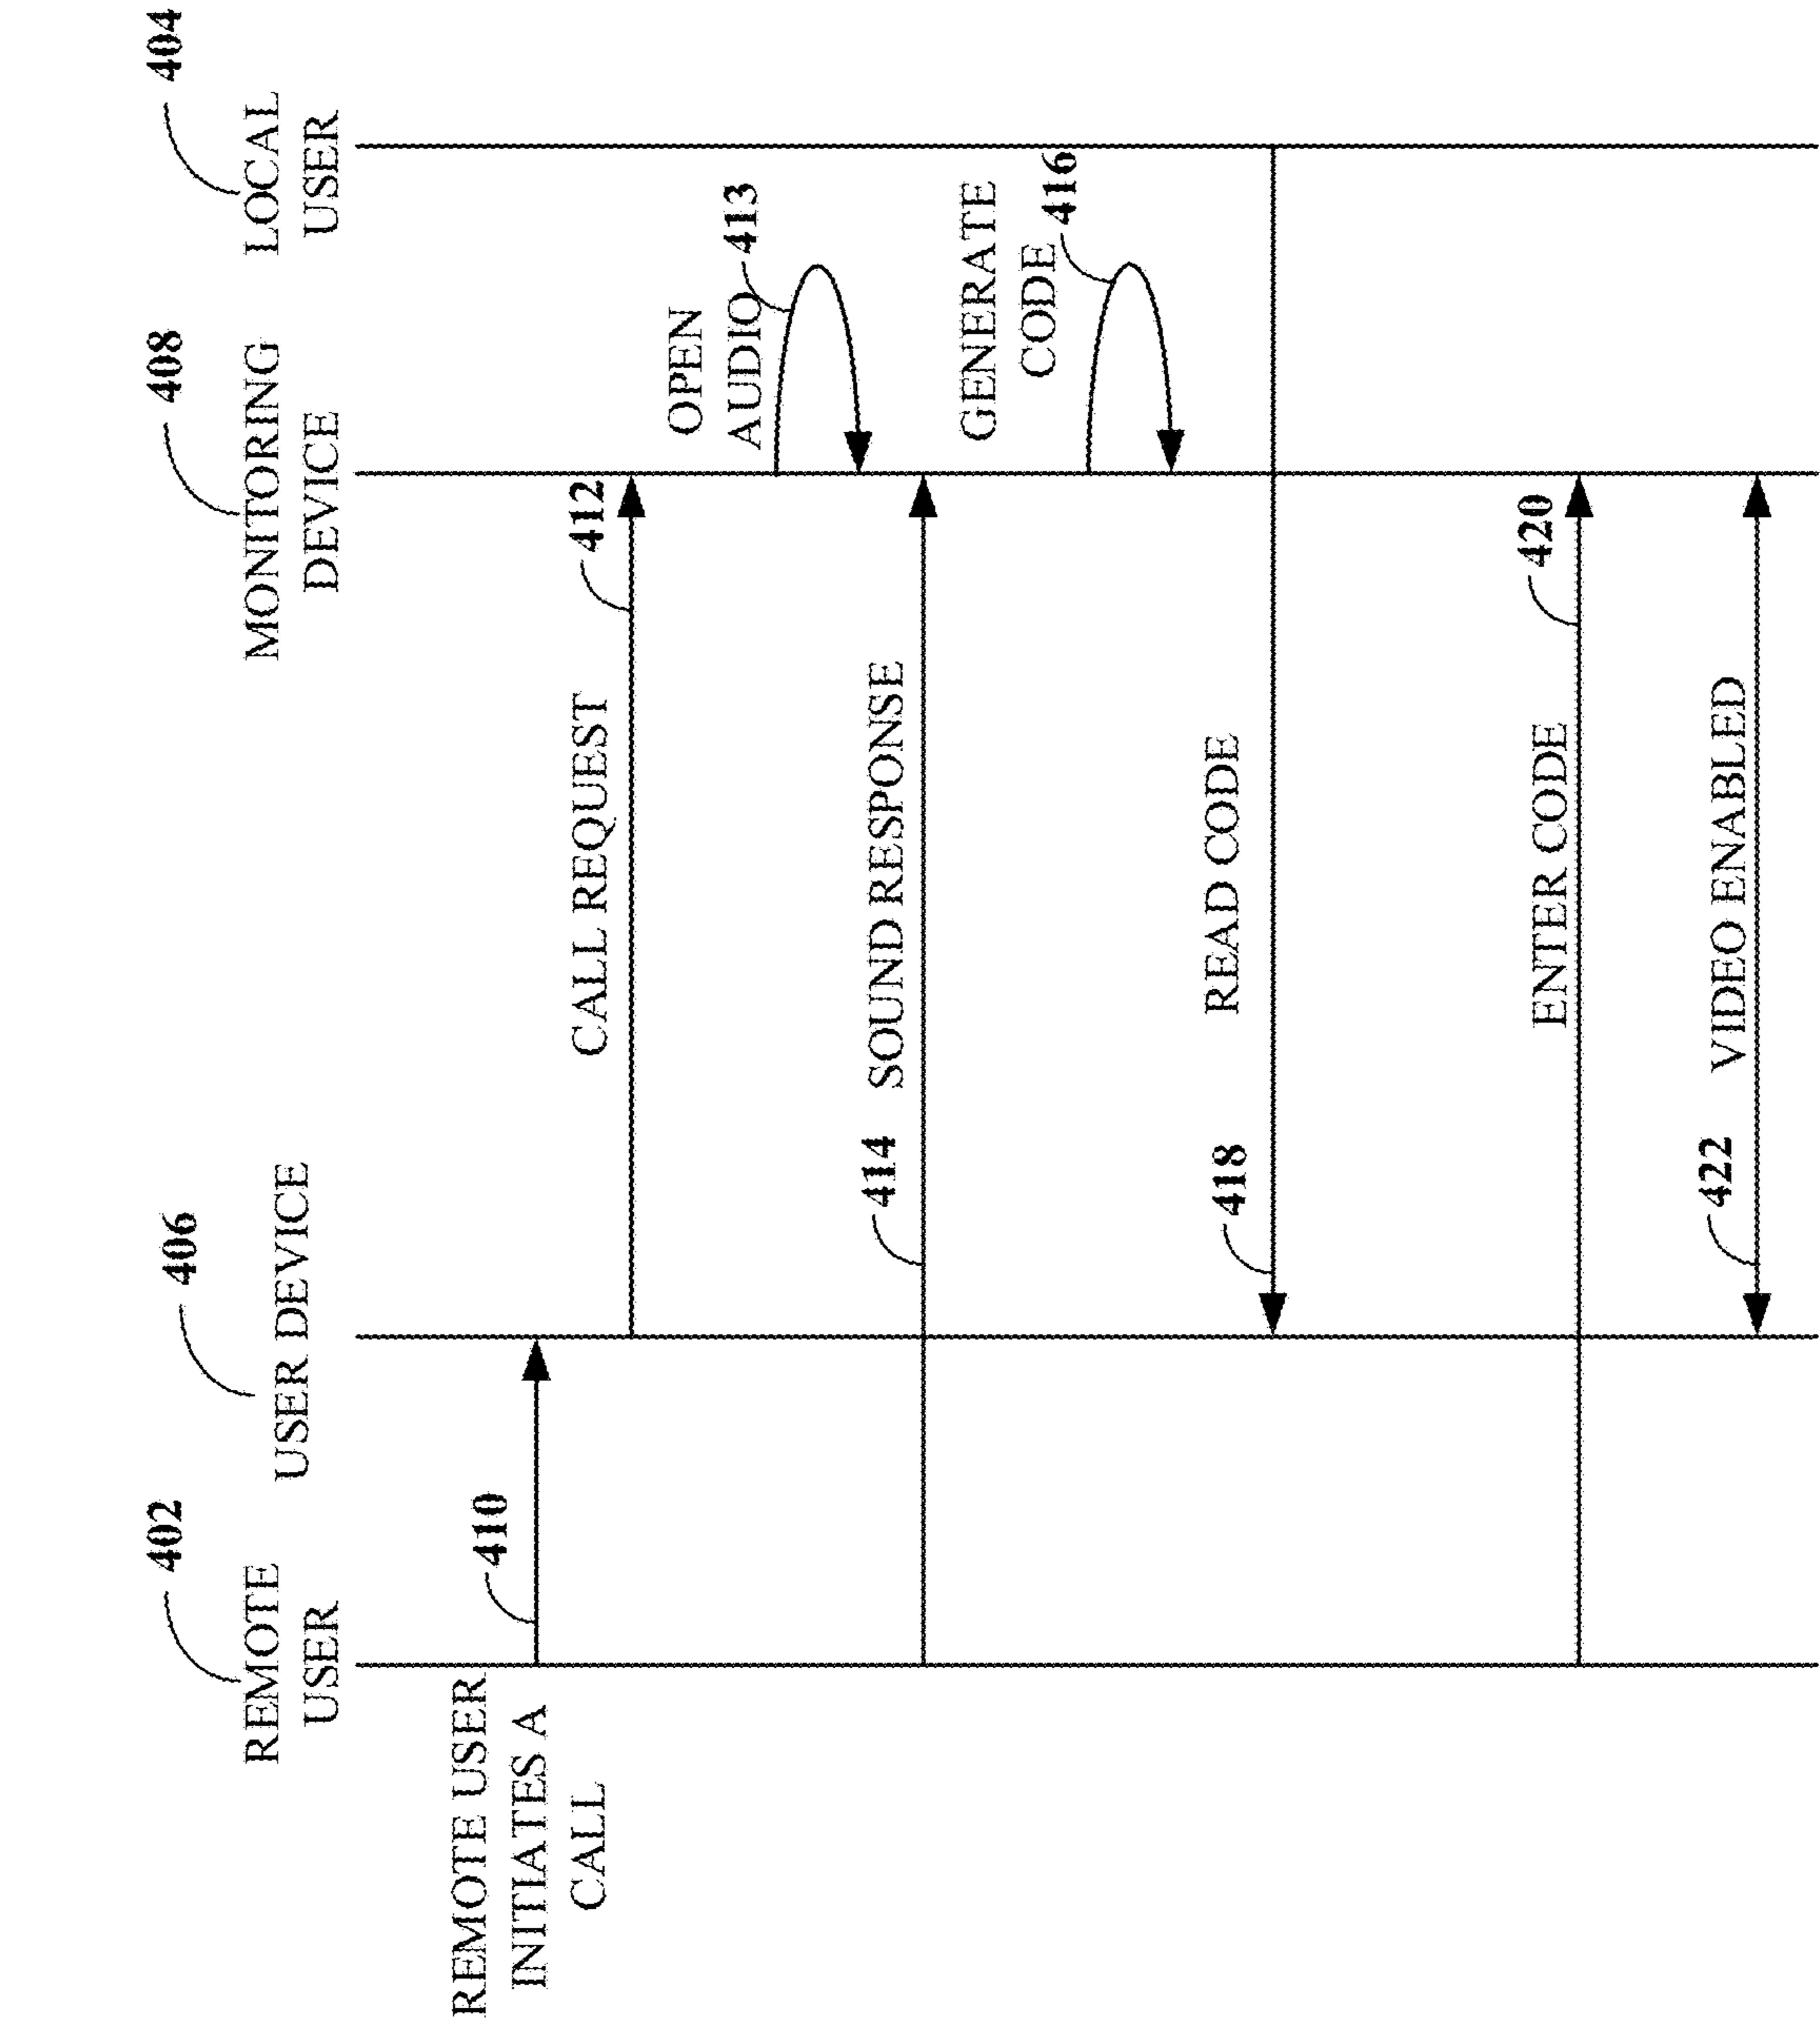 402
REMOTE
USER
406
USER DEVICE
408
MONITORING
DEVICE
404
LOCAL
USER
REMOTE USER
INITIATES A
CALL
410
CALL REQUEST
412
OPEN
AUDIO
413
414
SOUND RESPONSE
GENERATE
CODE
416
418
READ CODE
ENTER CODE
420
422
VIDEO ENABLED